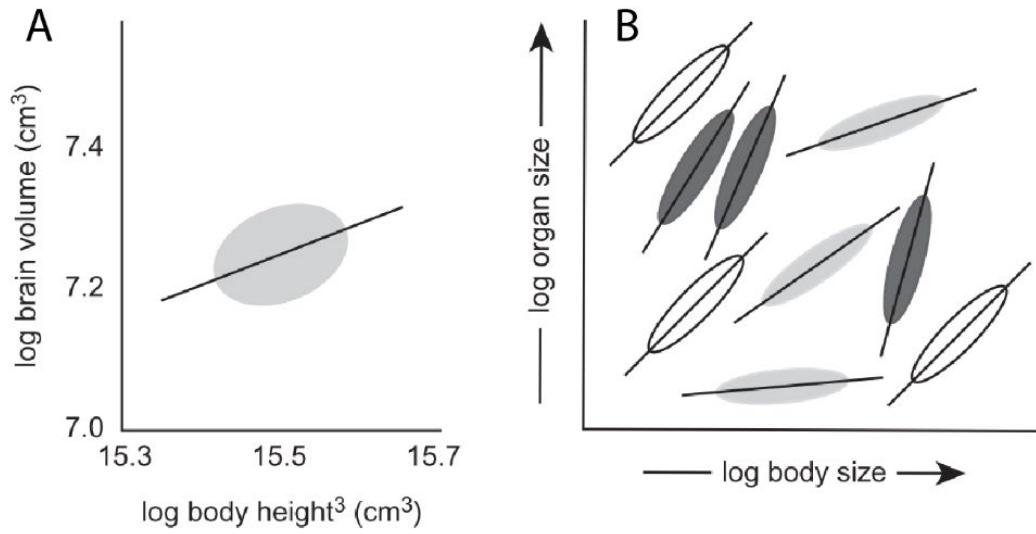 A
log brain volume (cm³)
7.4
7.2
7.0
15.3 15.5 15.7
log body height³ (cm³)
B
log organ size
log body size